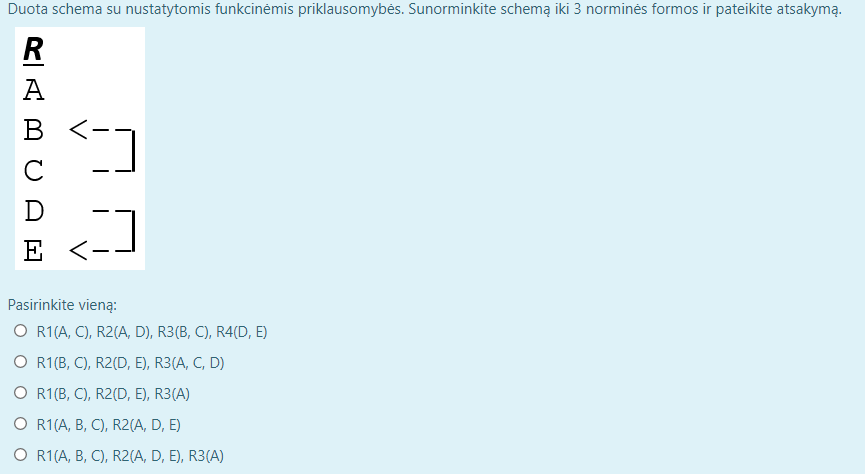 Duota schema su nustatytomis funkcinėmis priklausomybės. Sunorminkite schemą iki 3 norminės formos ir pateikite atsakymą.
R
A
B <--
C --
D --
E <--
Pasirinkite vieną:
R1(A, C), R2(A, D), R3(B, C), R4(D, E)
R1(B, C), R2(D, E), R3(A, C, D)
R1(B, C), R2(D, E), R3(A)
R1(A, B, C), R2(A, D, E)
R1(A, B, C), R2(A, D, E), R3(A)